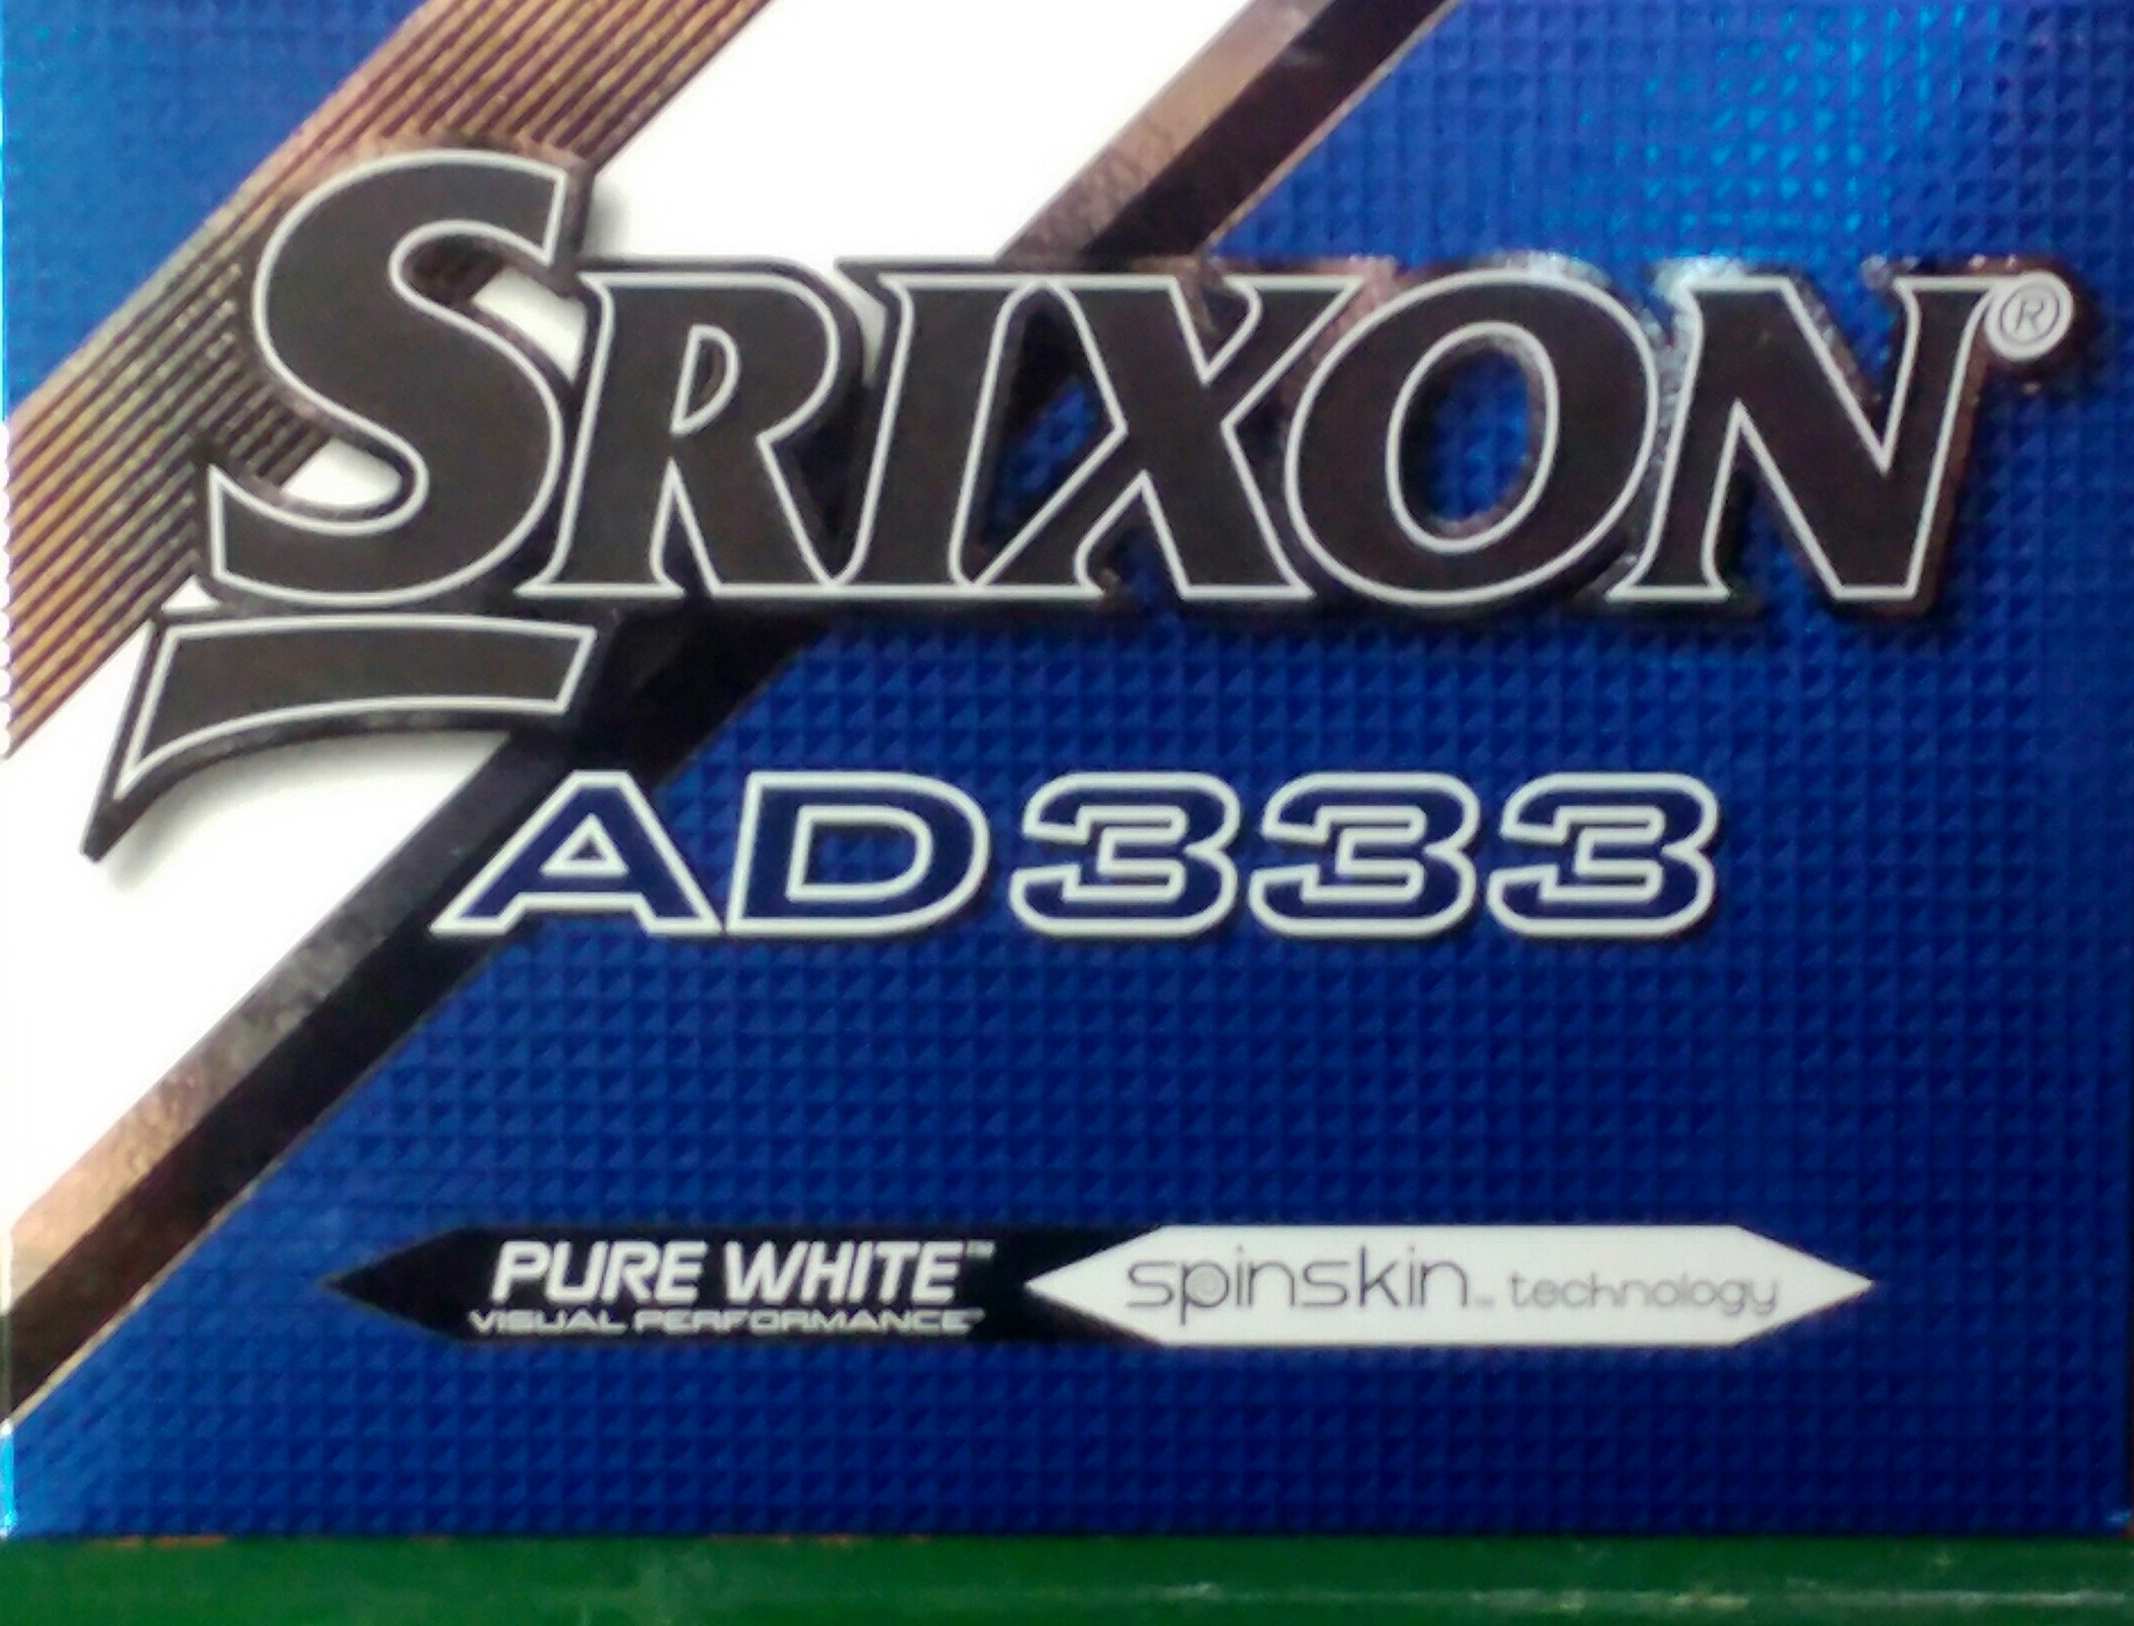 SRIXON®
AD333
PURE WHITE™ spinskin™ technology
VISUAL PERFORMANCE™